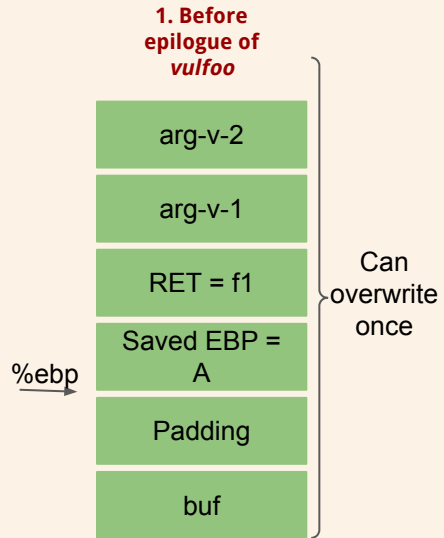 1. Before
epilogue of
vulfoo
arg-v-2
arg-v-1
RET = f1
Saved EBP =
A
%ebp
Padding
buf
Can
overwrite
once